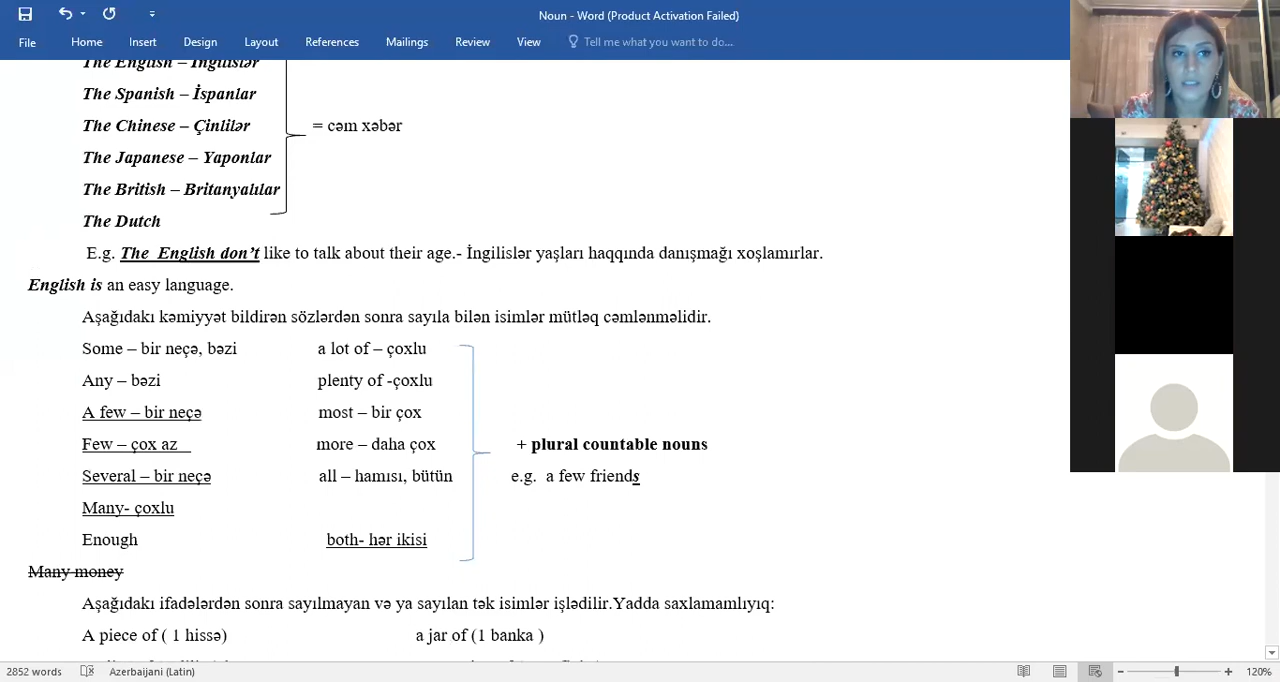 Noun - Word (Product Activation Failed)
File Home Insert Design Layout References Mailings Review View Tell me what you want to do...
The English – İngilislər
The Spanish – İspanlar
The Chinese – Çinlilər = cəm xəbər
The Japanese – Yaponlar
The British – Britanyalılar
The Dutch
E.g. The English don’t like to talk about their age.- İngilislər yaşları haqqında danışmağı xoşlamırlar.
English is an easy language.
Aşağıdakı kəmiyyət bildirən sözlərdən sonra sayıla bilən isimlər mütləq cəmlənməlidir.
Some – bir neçə, bəzi a lot of – çoxlu
Any – bəzi plenty of -çoxlu
A few – bir neçə most – bir çox
Few – çox az more – daha çox + plural countable nouns
Several – bir neçə all – hamısı, bütün e.g. a few friends
Many- çoxlu
Enough both- hər ikisi
Many money
Aşağıdakı ifadələrdən sonra sayılmayan və ya sayılan tək isimlər işlədilir.Yadda saxlamamlıyıq:
A piece of ( 1 hissə) a jar of (1 banka )
2852 words Azerbaijani (Latin) 120%